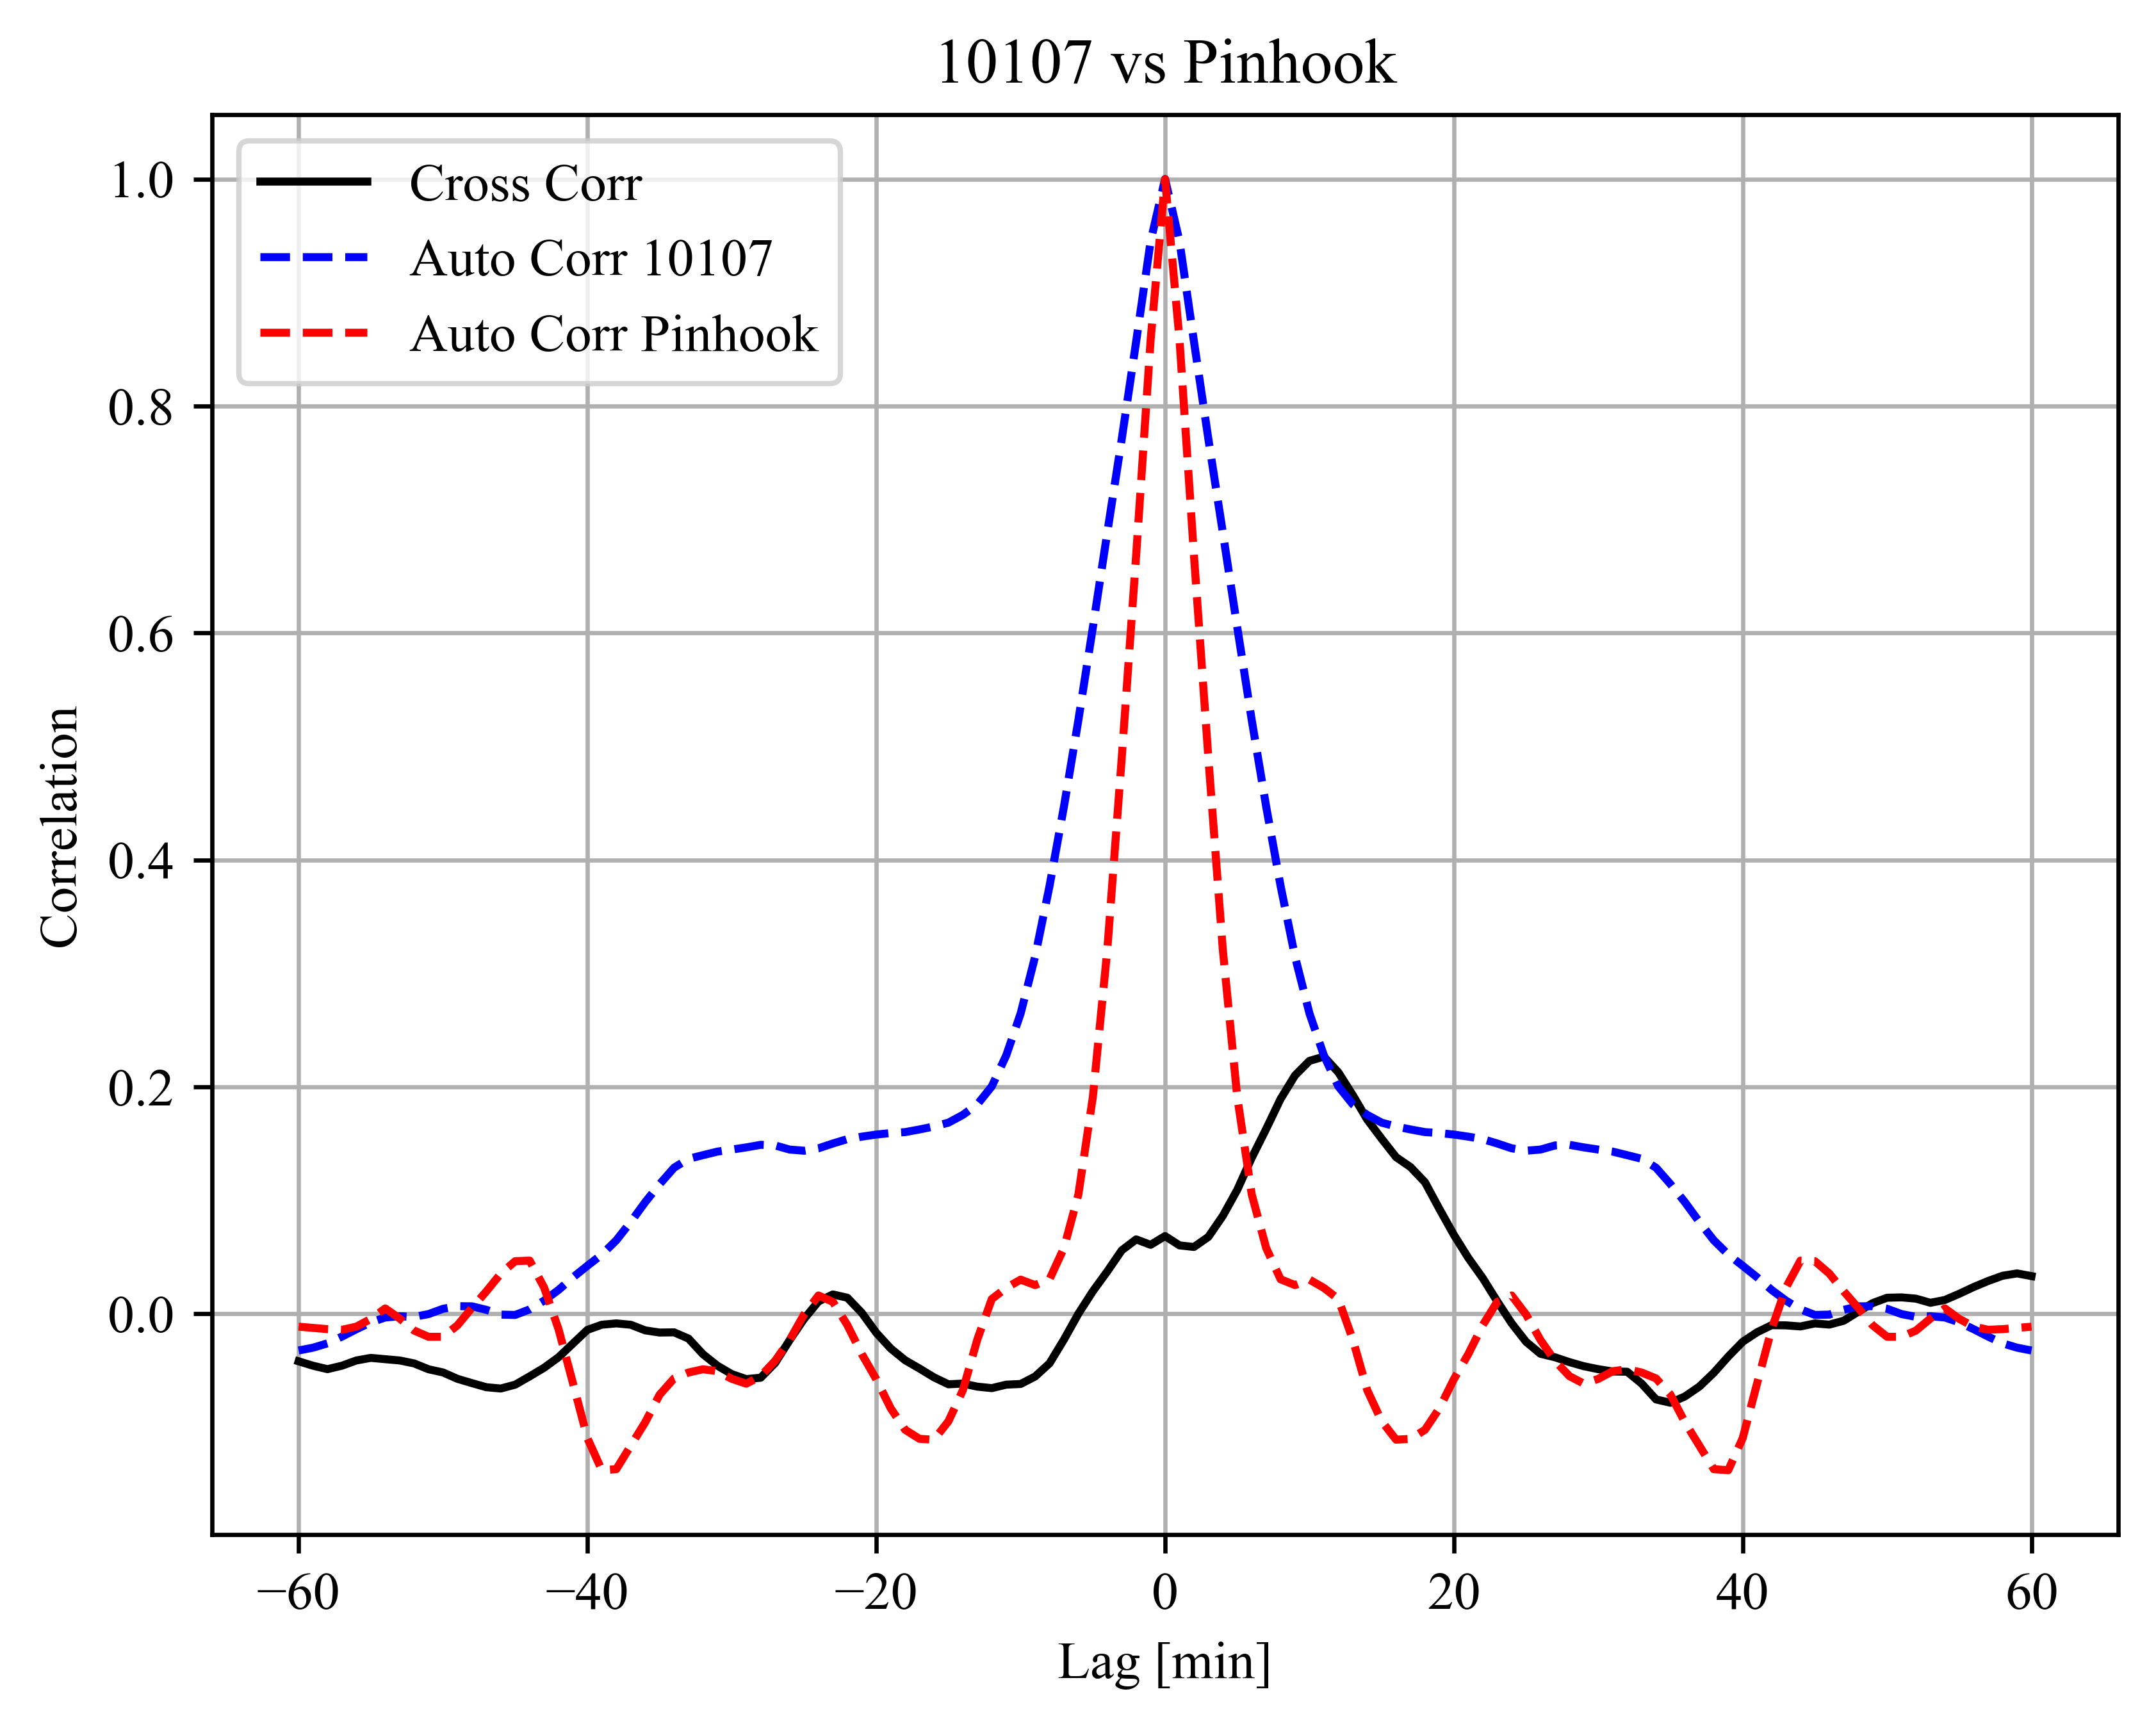 10107 vs Pinhook
Cross Corr
Auto Corr 10107
Auto Corr Pinhook
1.0
0.8
0.6
0.4
0.2
0.0
Correlation
−60 −40 −20 0 20 40 60
Lag [min]